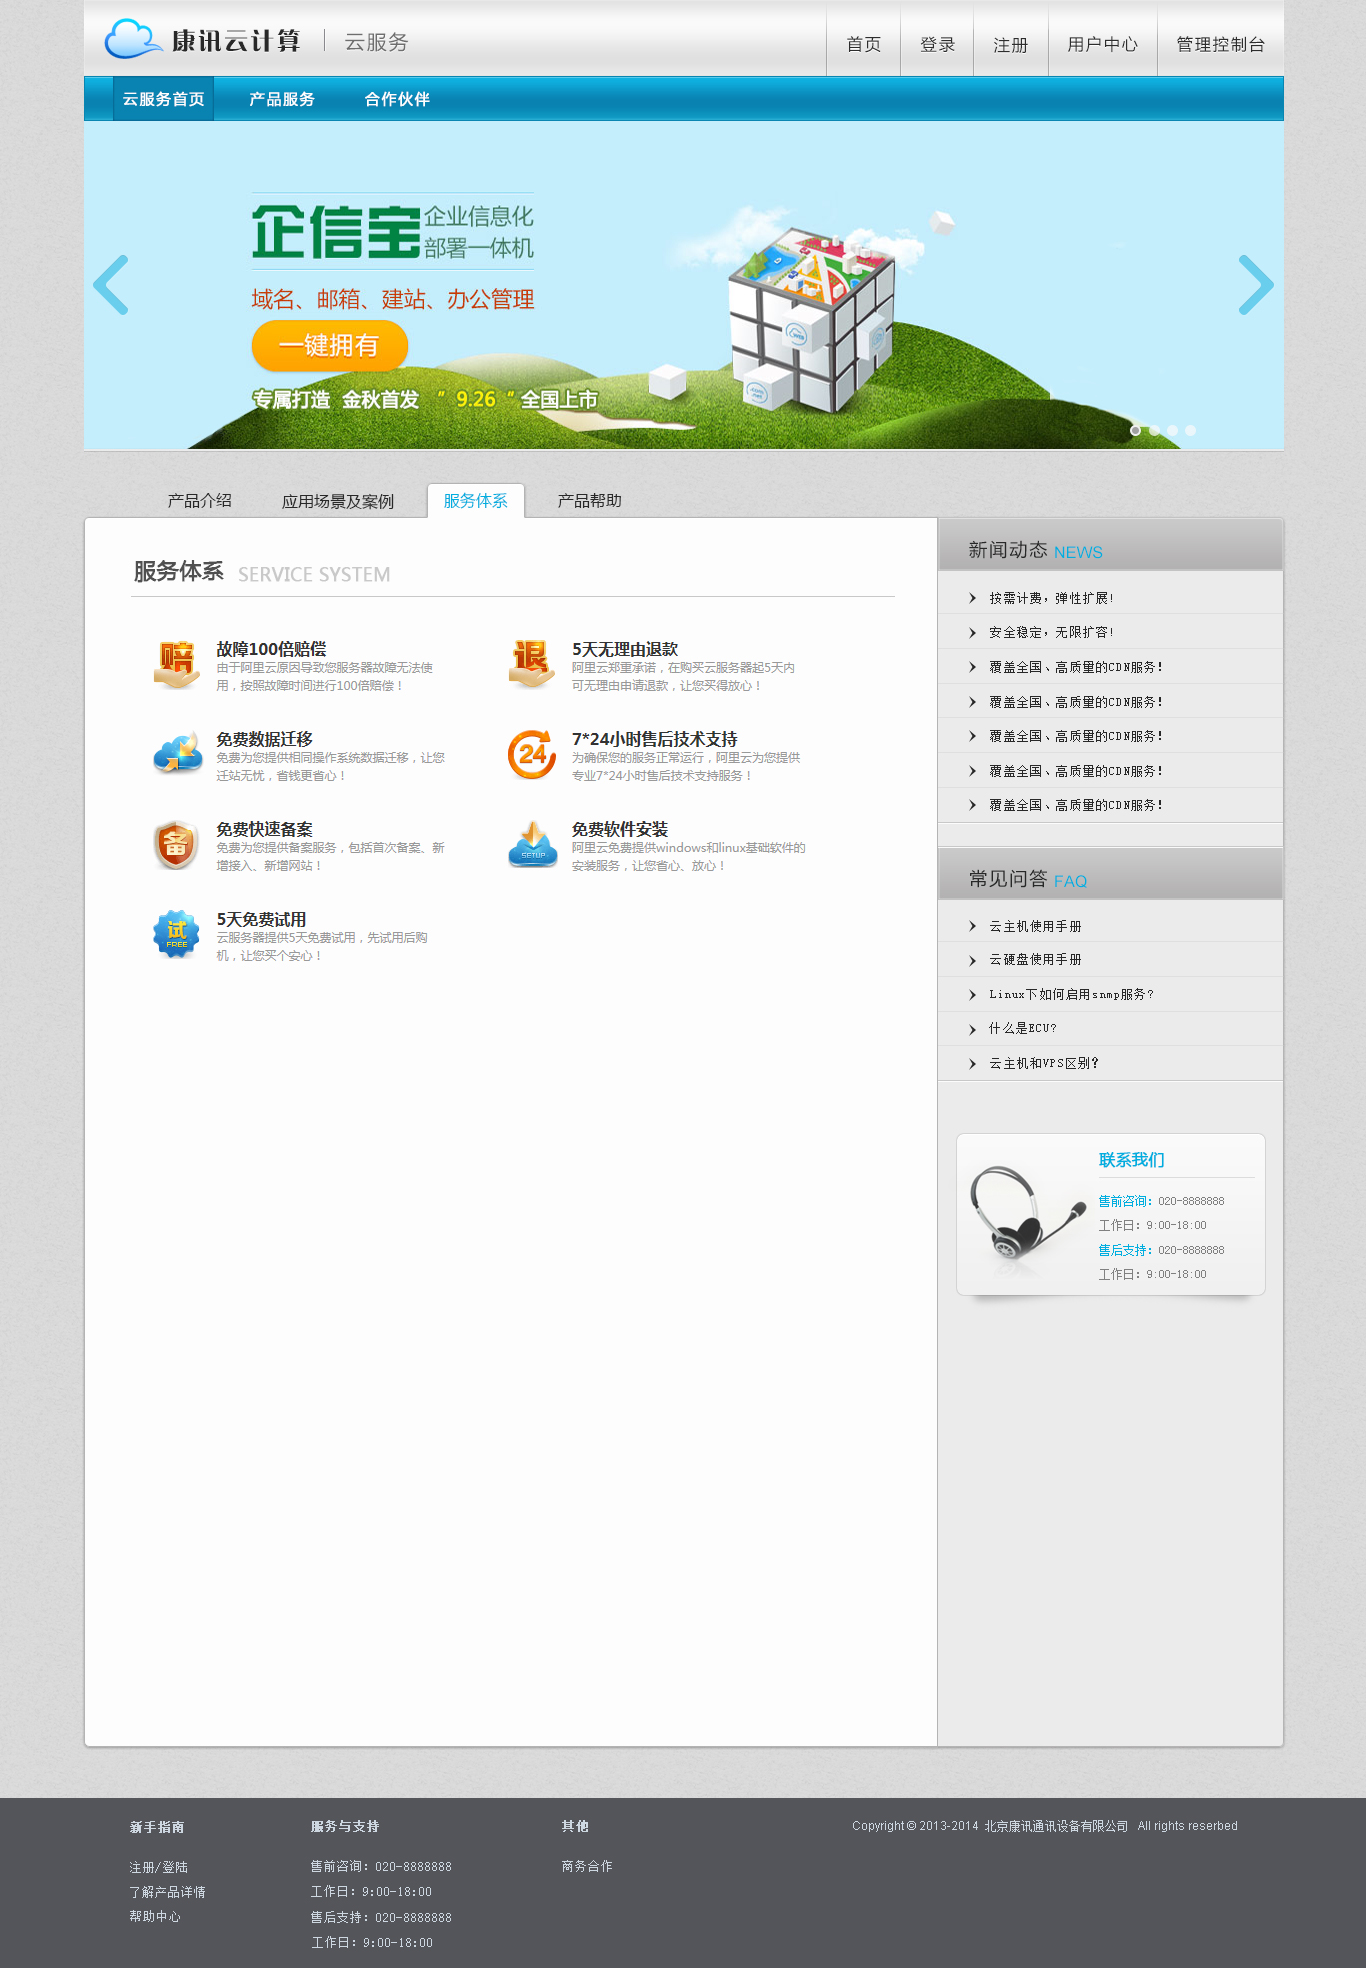 康讯云计算
云服务
首页
登录
注册
用户中心
管理控制台
云服务首页
产品服务
合作伙伴
企信宝
企业信息化
部署一体机
域名、邮箱、建站、办公管理
一键拥有
专属打造 金秋首发 ”9.26“全国上市
产品介绍
应用场景及案例
服务体系
产品帮助
服务体系 SERVICE SYSTEM
赔
故障100倍赔偿
由于阿里云原因导致您服务器故障无法使
用，按照故障时间进行100倍赔偿！
退
5天无理由退款
阿里云郑重承诺，在购买云服务器起5天内
可无理由申请退款，让您买得放心！
免费数据迁移
免费为您提供相同操作系统数据迁移，让您
迁站无忧，省钱更省心！
24
7*24小时售后技术支持
为确保您的服务正常运行，阿里云为您提供
专业7*24小时售后技术支持服务！
备
免费快速备案
免费为您提供备案服务，包括首次备案、新
增接入、新增网站！
SETUP
免费软件安装
阿里云免费提供windows和linux基础软件的
安装服务，让您省心、放心！
试
FREE
5天免费试用
云服务器提供5天免费试用，先试用后购
机，让您买个安心！
新闻动态 NEWS
按需计费，弹性扩展！
安全稳定，无限扩容！
覆盖全国、高质量的CDN服务！
覆盖全国、高质量的CDN服务！
覆盖全国、高质量的CDN服务！
覆盖全国、高质量的CDN服务！
覆盖全国、高质量的CDN服务！
常见问答 FAQ
云主机使用手册
云硬盘使用手册
Linux下如何启用snmp服务?
什么是ECU?
云主机和VPS区别？
联系我们
售前咨询：020-8888888
工作日：9:00-18:00
售后支持：020-8888888
工作日：9:00-18:00
新手指南
注册/登陆
了解产品详情
帮助中心
服务与支持
售前咨询：020-8888888
工作日：9:00-18:00
售后支持：020-8888888
工作日：9:00-18:00
其他
商务合作
Copyright © 2013-2014 北京康讯通讯设备有限公司 All rights reserbed